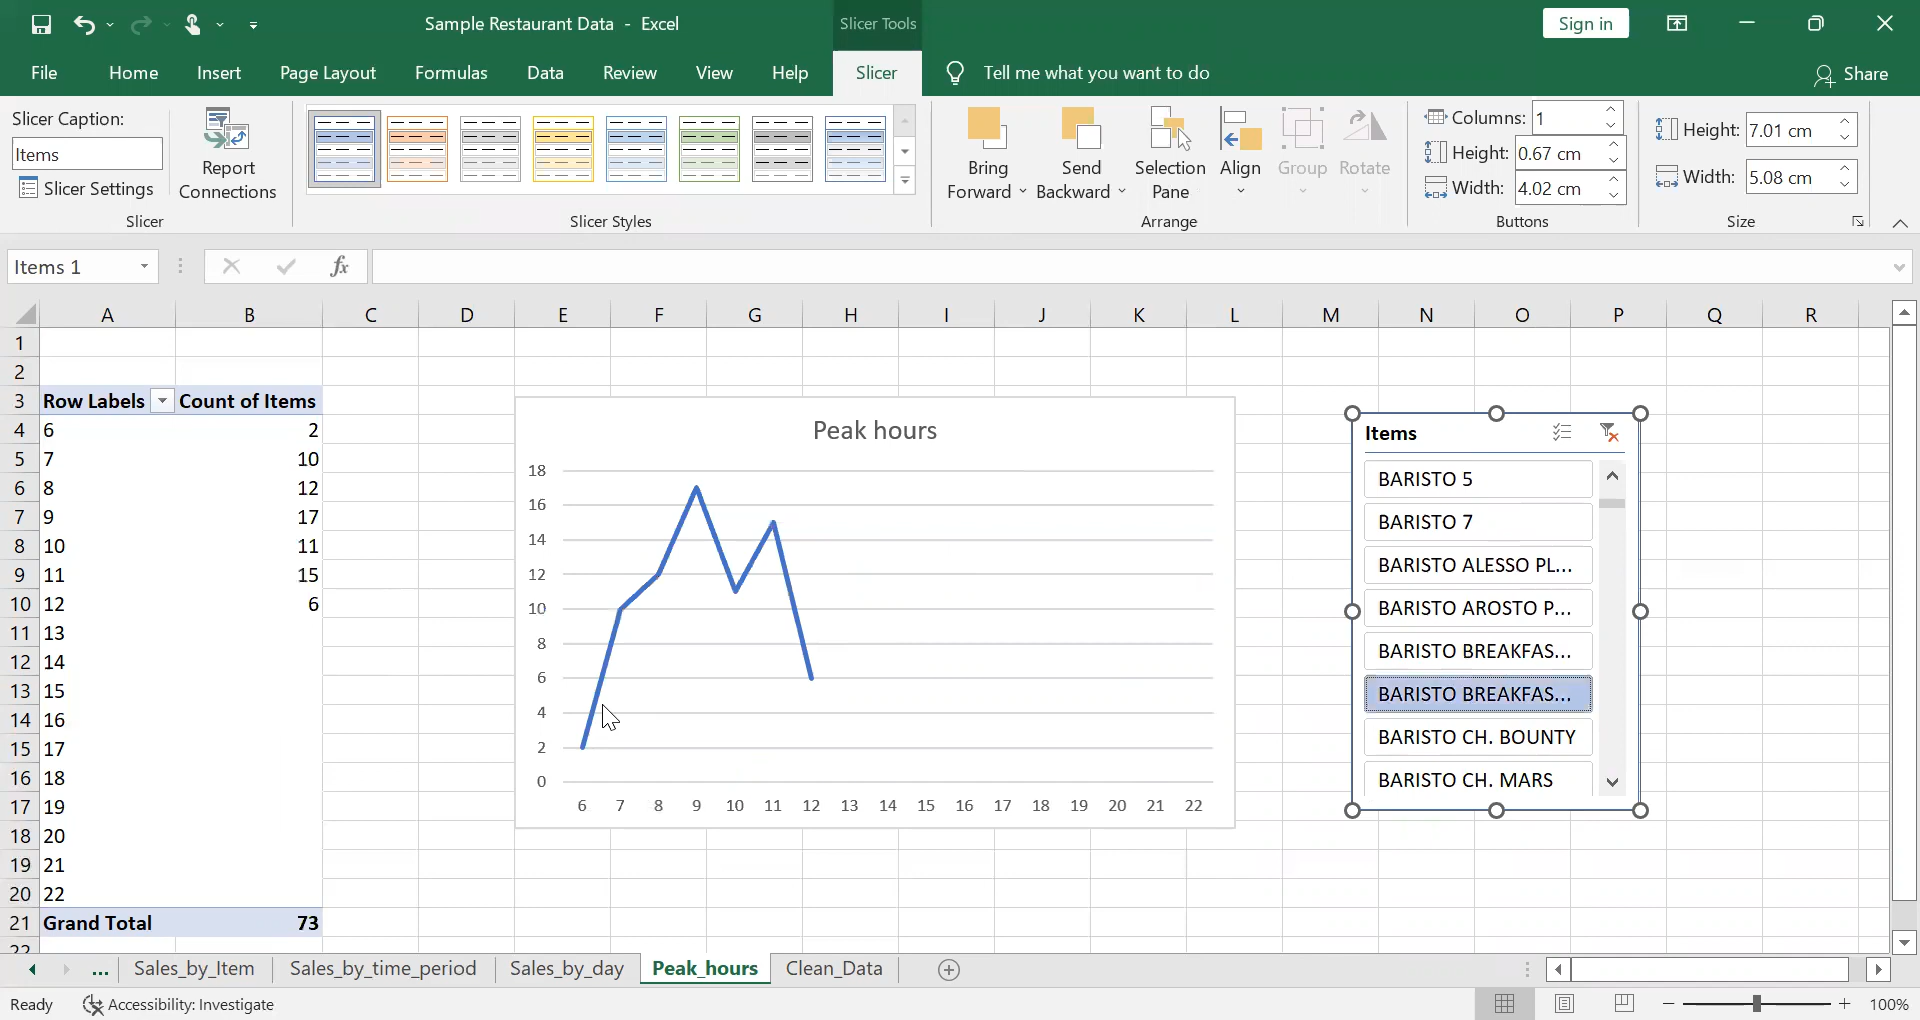 Sample Restaurant Data - Excel
Slicer Tools
Sign in
File Home Insert Page Layout Formulas Data Review View Help Slicer Tell me what you want to do Share
Slicer Caption:
Items
Slicer Settings
Report Connections
Slicer
Slicer Styles
Bring Forward
Send Backward
Selection Pane
Align
Group
Rotate
Arrange
Columns: 1
Height: 0.67 cm
Width: 4.02 cm
Buttons
Height: 7.01 cm
Width: 5.08 cm
Size
Items 1
fx
A B C D E F G H I J K L M N O P Q R
1
2
3 Row Labels Count of Items
4 6 2
5 7 10
6 8 12
7 9 17
8 10 11
9 11 15
10 12 6
11 13
12 14
13 15
14 16
15 17
16 18
17 19
18 20
19 21
20 22
21 Grand Total 73
22
Peak hours
18
16
14
12
10
8
6
4
2
0
6 7 8 9 10 11 12 13 14 15 16 17 18 19 20 21 22
Items
BARISTO 5
BARISTO 7
BARISTO ALESSO PL...
BARISTO AROSTO P...
BARISTO BREAKFAS...
BARISTO BREAKFAS...
BARISTO CH. BOUNTY
BARISTO CH. MARS
... Sales_by_Item Sales_by_time_period Sales_by_day Peak_hours Clean_Data
Ready Accessibility: Investigate 100%